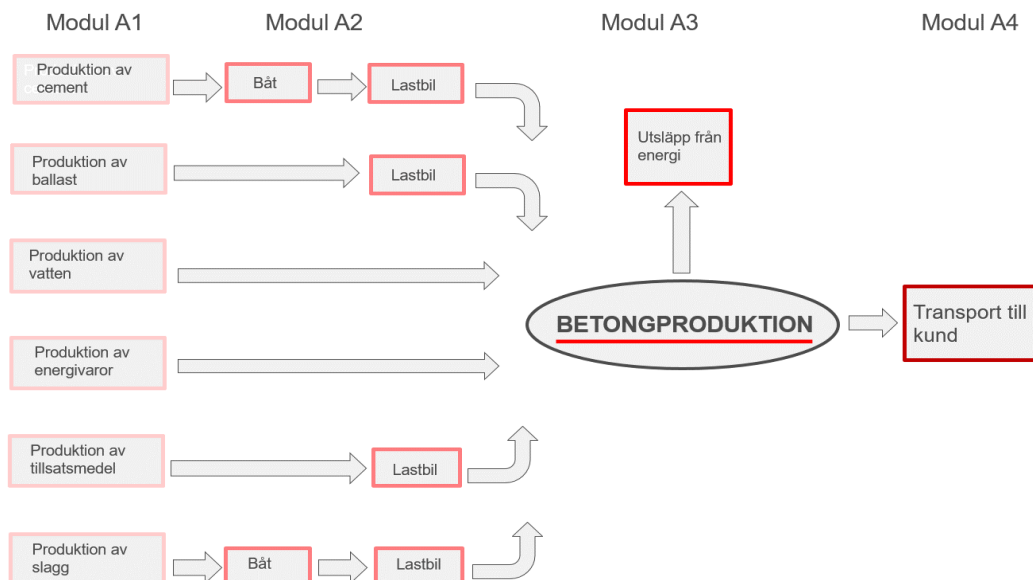 Modul A1
Modul A2
Modul A3
Modul A4
Produktion av
cement
Båt
Lastbil
Utsläpp från
energi
Produktion av
ballast
Lastbil
Produktion av
vatten
BETONGPRODUKTION
Transport till
kund
Produktion av
energivaror
Produktion av
tillsatsmedel
Lastbil
Produktion av
slagg
Båt
Lastbil